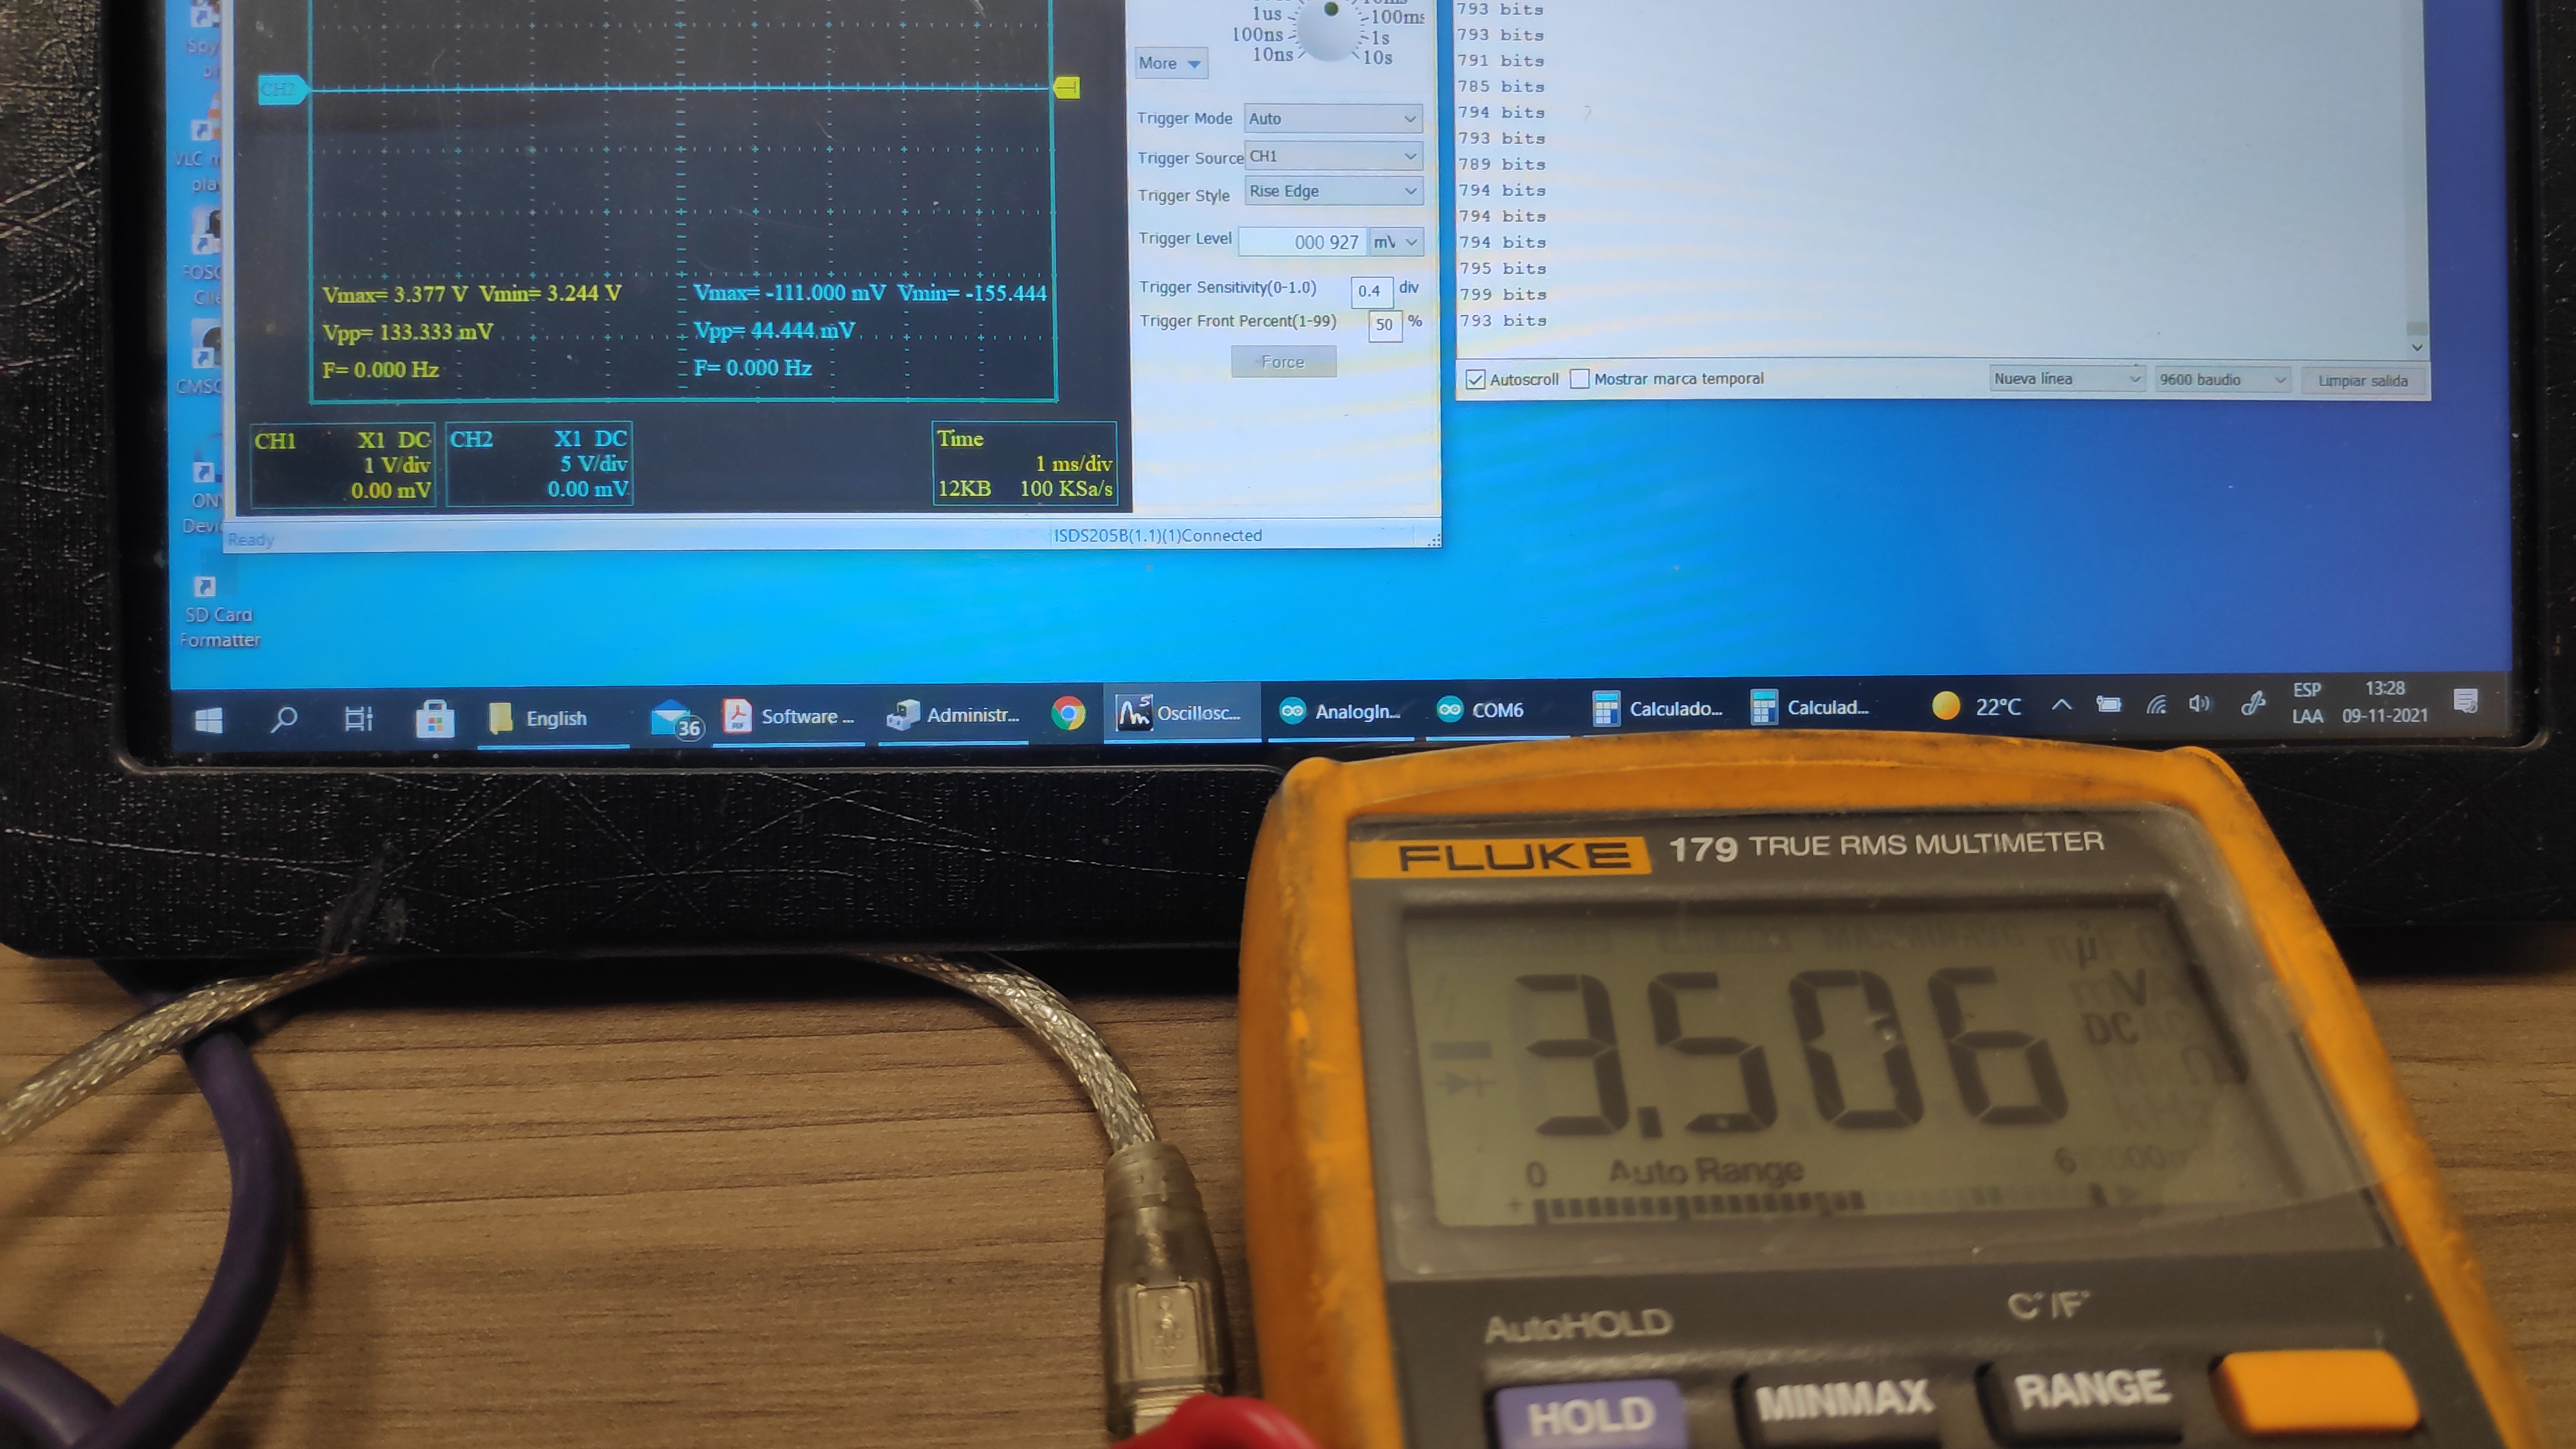 1us
100ms
100ns
1s
10ns
10s
More
Trigger Mode Auto
Trigger Source CH1
Trigger Style Rise Edge
Trigger Level 000 927
Trigger Sensitivity(0-1.0) 0.4 div
Trigger Front Percent(1-99) 50 %
Force
CH2
Vmax= 3.377 V Vmin= 3.244 V
Vmax= -111.000 mV Vmin= -155.444
Vpp= 133.333 mV
Vpp= 44.444 mV
F= 0.000 Hz
F= 0.000 Hz
CH1 X1 DC
1 V/div
0.00 mV
CH2 X1 DC
5 V/div
0.00 mV
Time
1 ms/div
12KB 100 KSa/s
Ready
ISDS205B(1.1)(1)Connected
793 bits
793 bits
791 bits
785 bits
794 bits
793 bits
789 bits
794 bits
794 bits
794 bits
795 bits
799 bits
793 bits
Autoscroll
Mostrar marca temporal
Nueva línea
9600 baudio
Limpiar salida
VLC
SD Card
Formatter
English
36
Software ...
Administr...
Oscillosc...
AnalogIn...
COM6
Calculado...
Calculad...
22°C
ESP
LAA
13:28
09-11-2021
FLUKE 179 TRUE RMS MULTIMETER
3.506
V
DC
0 Auto Range 6
AutoHOLD
C°/F°
HOLD
MINMAX
RANGE